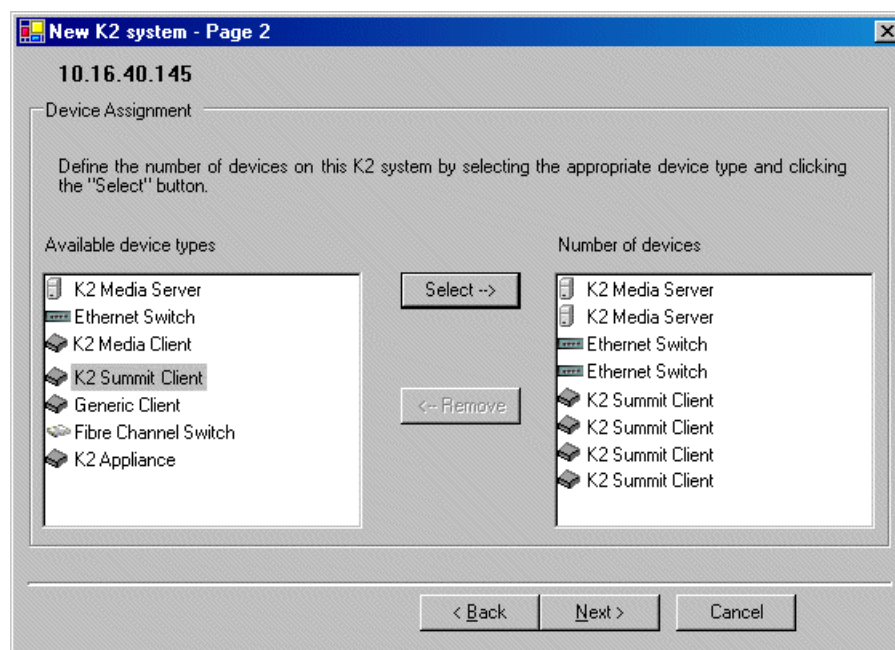 New K2 system - Page 2
10.16.40.145
Device Assignment
Define the number of devices on this K2 system by selecting the appropriate device type and clicking
the "Select" button.
Available device types
K2 Media Server
Ethernet Switch
K2 Media Client
K2 Summit Client
Generic Client
Fibre Channel Switch
K2 Appliance
Select -->
<-- Remove
Number of devices
K2 Media Server
K2 Media Server
Ethernet Switch
Ethernet Switch
K2 Summit Client
K2 Summit Client
K2 Summit Client
K2 Summit Client
< Back
Next >
Cancel